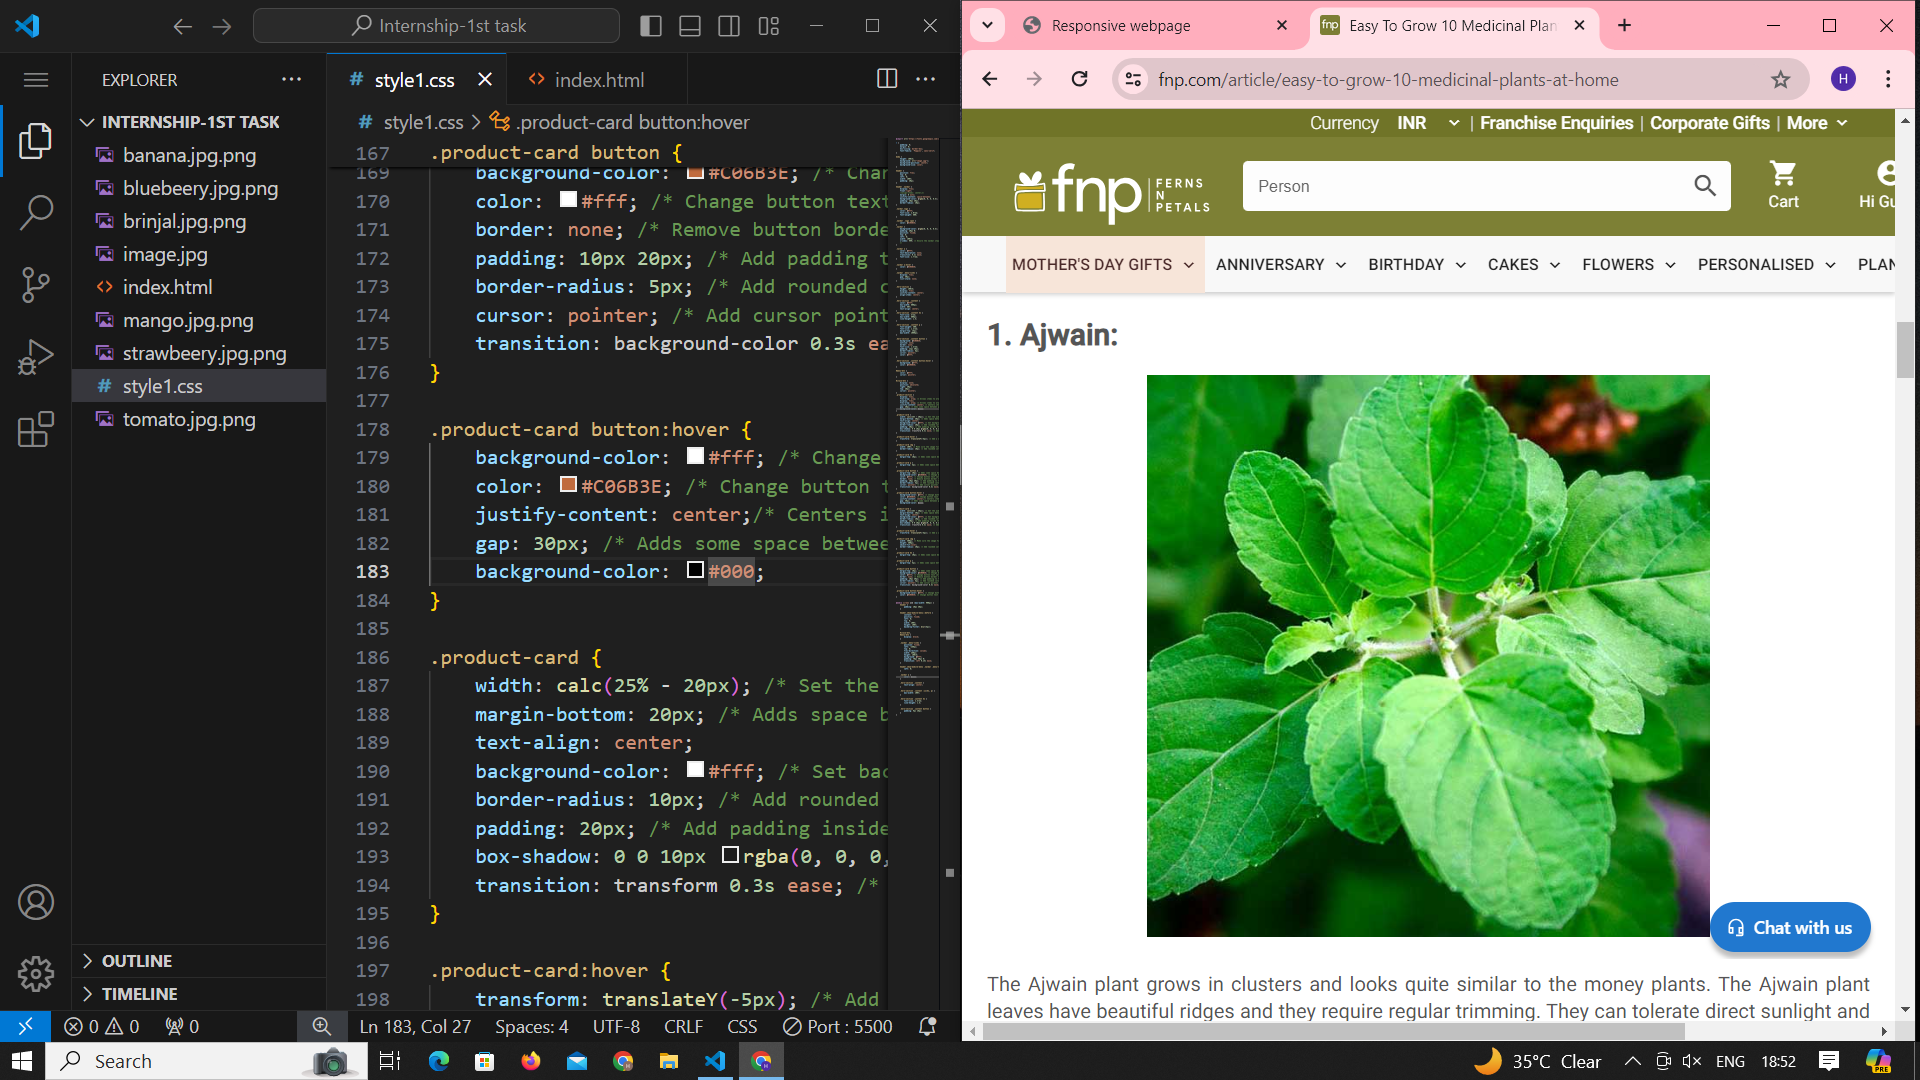 Internship-1st task
EXPLORER
INTERNSHIP-1ST TASK
banana.jpg.png
bluebeery.jpg.png
brinjal.jpg.png
image.jpg
index.html
mango.jpg.png
strawbeery.jpg.png
style1.css
tomato.jpg.png
OUTLINE
TIMELINE
style1.css
index.html
style1.css > .product-card button:hover
167 .product-card button {
169 background-color: #C06B3E; /* Chan
170 color: #fff; /* Change button text
171 border: none; /* Remove button borde
172 padding: 10px 20px; /* Add padding t
173 border-radius: 5px; /* Add rounded c
174 cursor: pointer; /* Add cursor point
175 transition: background-color 0.3s ea
176 }
177
178 .product-card button:hover {
179 background-color: #fff; /* Change
180 color: #C06B3E; /* Change button t
181 justify-content: center;/* Centers i
182 gap: 30px; /* Adds some space betwee
183 background-color: #000;
184 }
185
186 .product-card {
187 width: calc(25% - 20px); /* Set the
188 margin-bottom: 20px; /* Adds space b
189 text-align: center;
190 background-color: #fff; /* Set bac
191 border-radius: 10px; /* Add rounded
192 padding: 20px; /* Add padding inside
193 box-shadow: 0 0 10px rgba(0, 0, 0,
194 transition: transform 0.3s ease; /*
195 }
196
197 .product-card:hover {
198 transform: translateY(-5px); /* Add
0 0 0 Ln 183, Col 27 Spaces: 4 UTF-8 CRLF CSS Port : 5500
Responsive webpage
Easy To Grow 10 Medicinal Plan
fnp.com/article/easy-to-grow-10-medicinal-plants-at-home
H
Currency INR | Franchise Enquiries | Corporate Gifts | More
fnp FERNS N PETALS
Person
Cart
Hi Gu
MOTHER'S DAY GIFTS ANNIVERSARY BIRTHDAY CAKES FLOWERS PERSONALISED PLAN
1. Ajwain:
Chat with us
The Ajwain plant grows in clusters and looks quite similar to the money plants. The Ajwain plant
leaves have beautiful ridges and they require regular trimming. They can tolerate direct sunlight and
Search
35°C Clear ENG 18:52
PRE